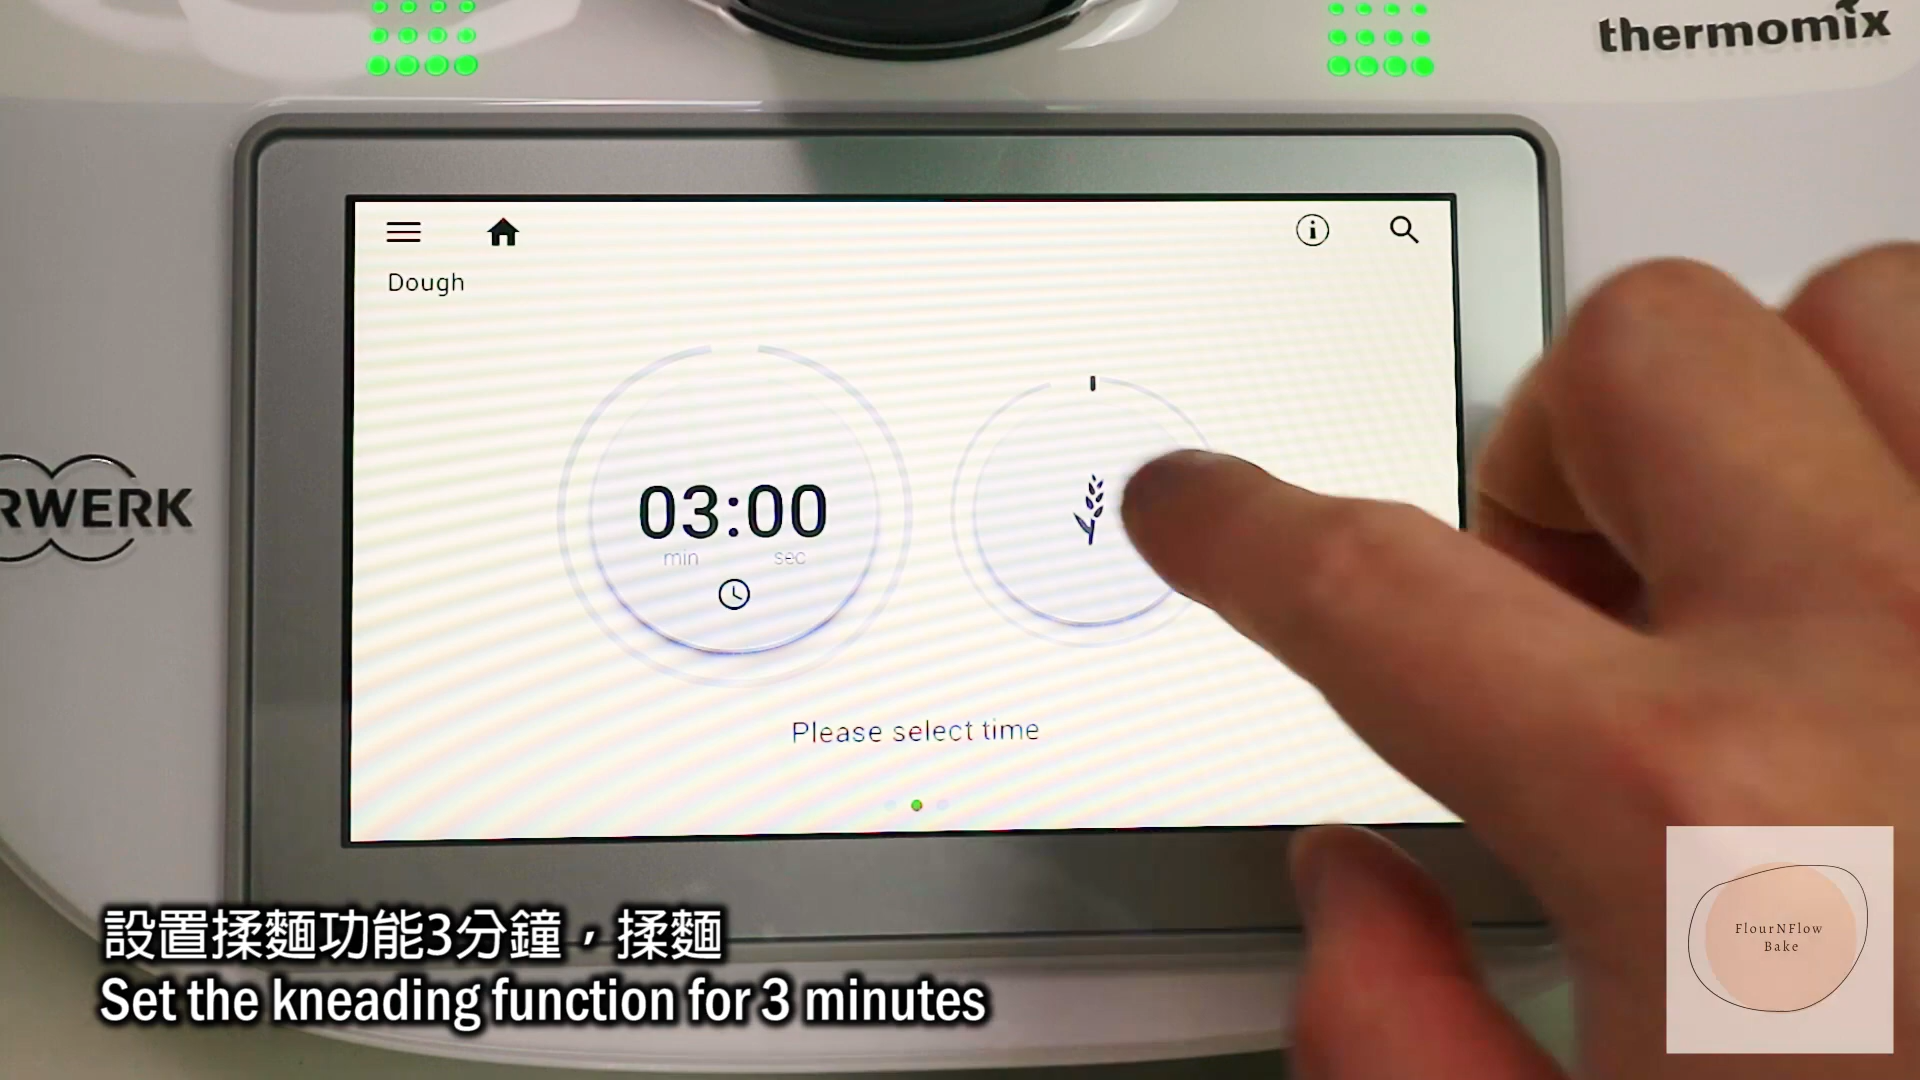 thermomix
Dough
RWERK
03:00
min sec
Please select time
設置揉麵功能3分鐘，揉麵
Set the kneading function for 3 minutes
FlourNFlow
Bake